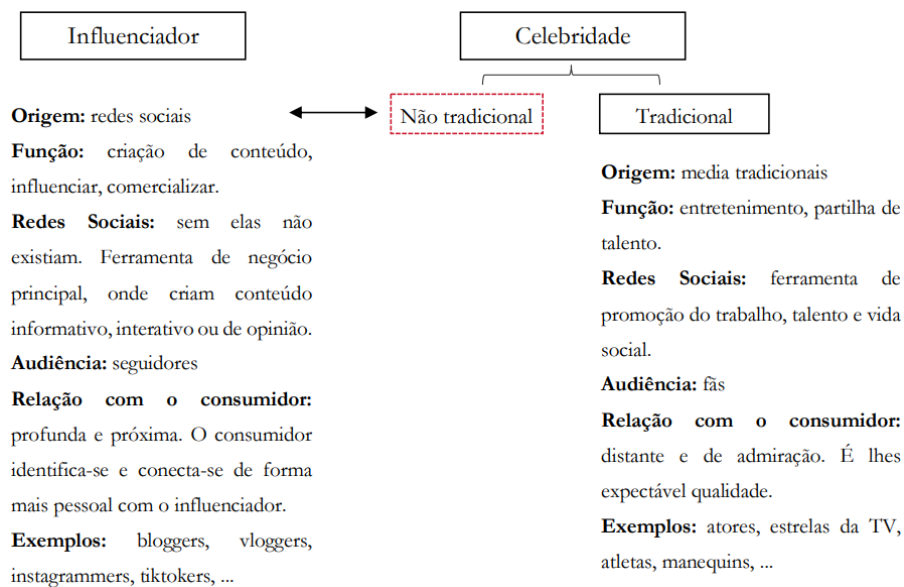 Influenciador
Celebridade
Não tradicional
Tradicional
Origem: redes sociais
Função: criação de conteúdo,
influenciar, comercializar.
Redes Sociais: sem elas não
existiam. Ferramenta de negócio
principal, onde criam conteúdo
informativo, interativo ou de opinião.
Audiência: seguidores
Relação com o consumidor:
profunda e próxima. O consumidor
identifica-se e conecta-se de forma
mais pessoal com o influenciador.
Exemplos: bloggers, vloggers,
instagrammers, tiktokers, ...
Origem: media tradicionais
Função: entretenimento, partilha de
talento.
Redes Sociais: ferramenta de
promoção do trabalho, talento e vida
social.
Audiência: fãs
Relação com o consumidor:
distante e de admiração. É lhes
expectável qualidade.
Exemplos: atores, estrelas da TV,
atletas, manequins, ...